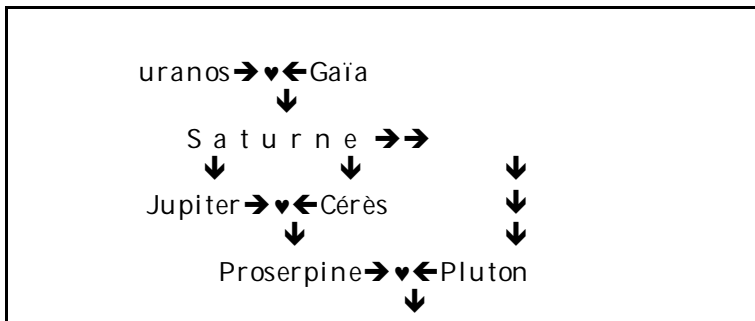 uranos➔ ♥ ←Gaïa
↓
Saturne ➔➔
↓ ↓ ↓
Jupiter➔ ♥ ←Cérès ↓
↓ ↓
Proserpine➔ ♥ ←Pluton
↓